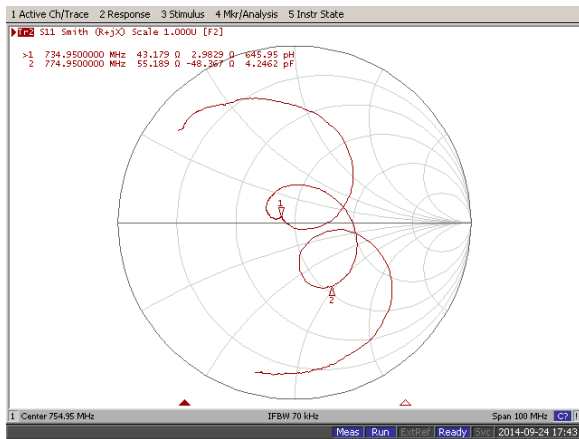 1 Active Ch/Trace 2 Response 3 Stimulus 4 Mkr/Analysis 5 Instr State
Tr2 S11 Smith (R+jX) Scale 1.000U [F2]
>1 734.9500000 MHz 43.179 Ω 2.9829 Ω 645.95 pH
2 774.9500000 MHz 55.189 Ω -48.367 Ω 4.2462 pF
1
2
1 Center 754.95 MHz IFBW 70 kHz Span 100 MHz C? !
Meas Run ExtRef Ready Svc 2014-09-24 17:43